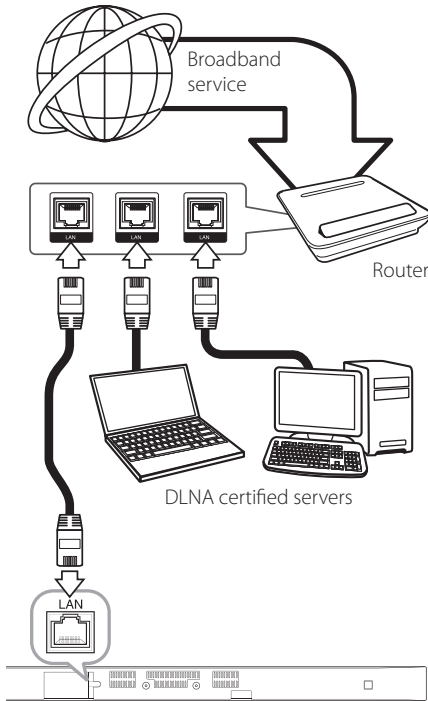 Broadband
service
LAN
LAN
LAN
Router
DLNA certified servers
LAN